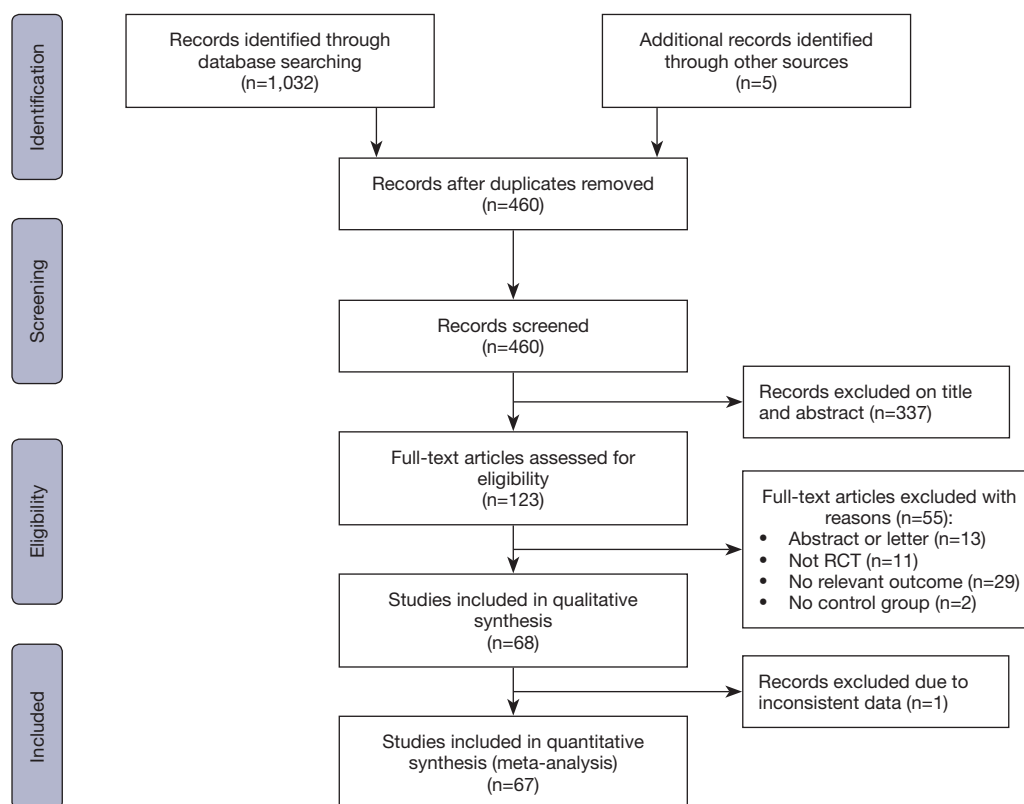 Identification
Records identified through
database searching
(n=1,032)
Additional records identified
through other sources
(n=5)
Records after duplicates removed
(n=460)
Screening
Records screened
(n=460)
Records excluded on title
and abstract (n=337)
Eligibility
Full-text articles assessed for
eligibility
(n=123)
Full-text articles excluded with
reasons (n=55):
• Abstract or letter (n=13)
• Not RCT (n=11)
• No relevant outcome (n=29)
• No control group (n=2)
Studies included in qualitative
synthesis
(n=68)
Included
Records excluded due to
inconsistent data (n=1)
Studies included in quantitative
synthesis (meta-analysis)
(n=67)